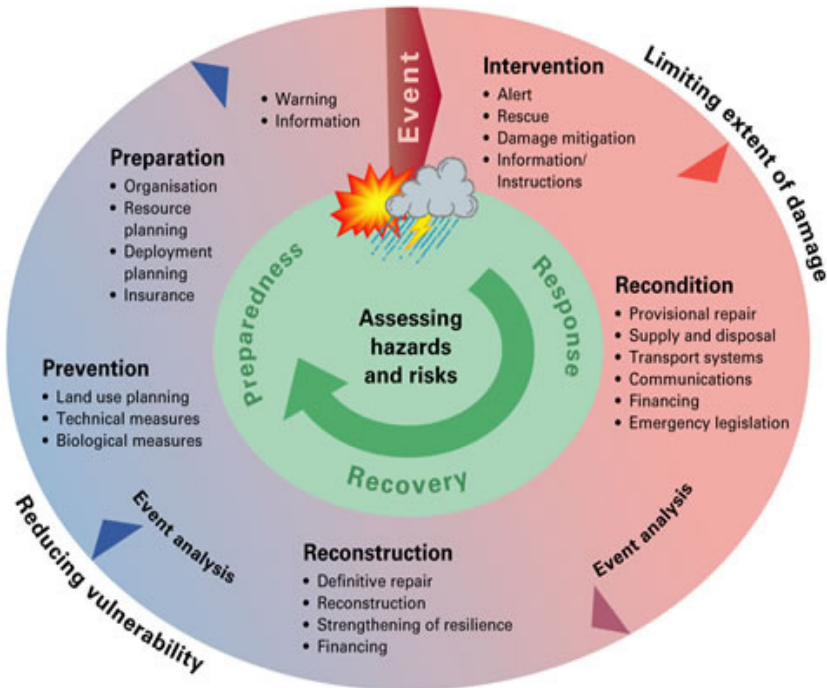 Event
Intervention
• Alert
• Rescue
• Damage mitigation
• Information/
Instructions
Limiting extent of damage
Recondition
• Provisional repair
• Supply and disposal
• Transport systems
• Communications
• Financing
• Emergency legislation
Event analysis
Reconstruction
• Definitive repair
• Reconstruction
• Strengthening of resilience
• Financing
Event analysis
Reducing vulnerability
Prevention
• Land use planning
• Technical measures
• Biological measures
Preparation
• Organisation
• Resource
planning
• Deployment
planning
• Insurance
• Warning
• Information
Response
Recovery
Preparedness
Assessing
hazards
and risks